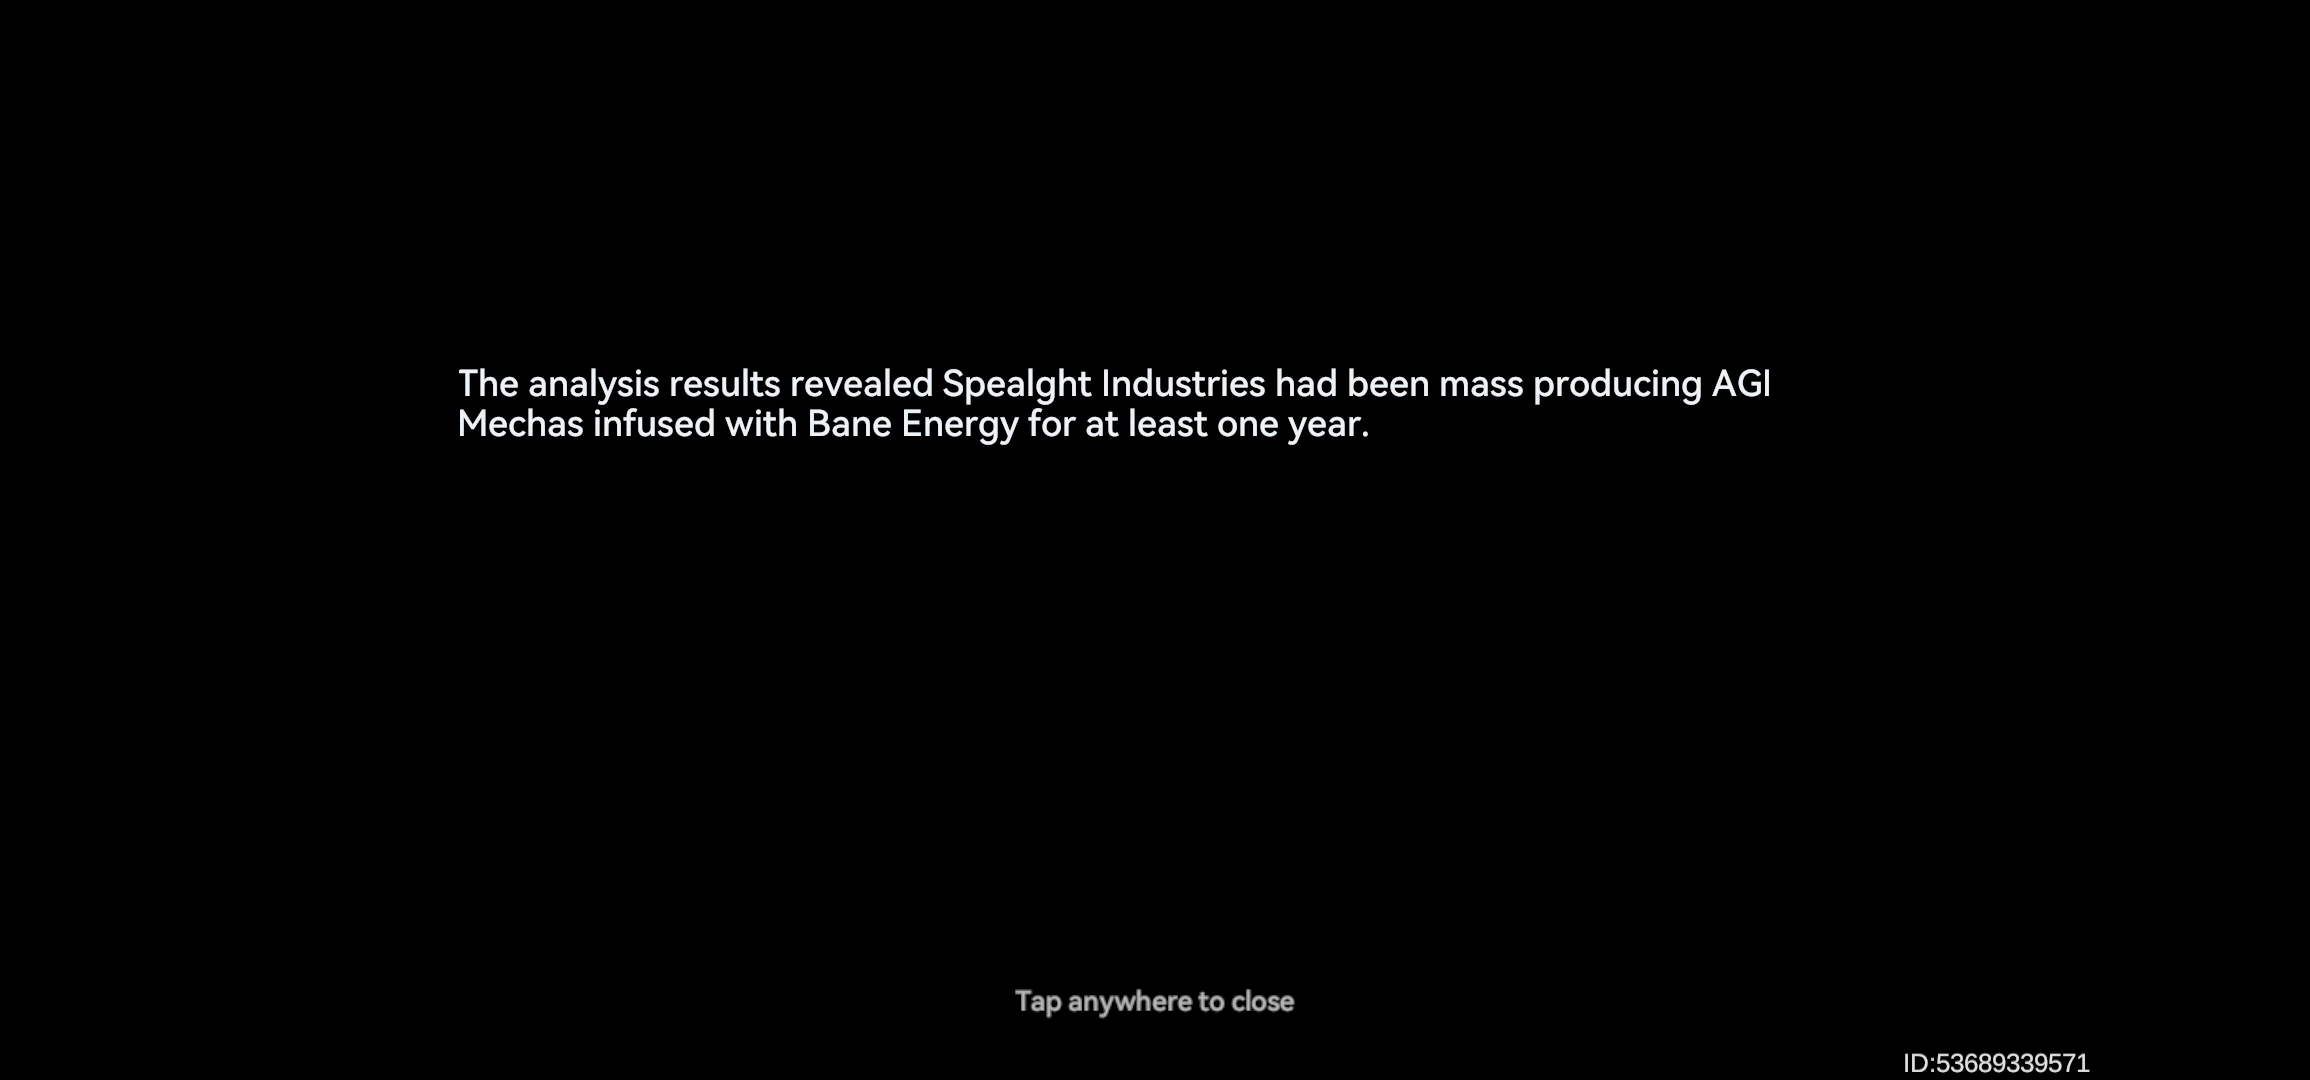 The analysis results revealed Spealght Industries had been mass producing AGI
Mechas infused with Bane Energy for at least one year.
Tap anywhere to close
ID:53689339571